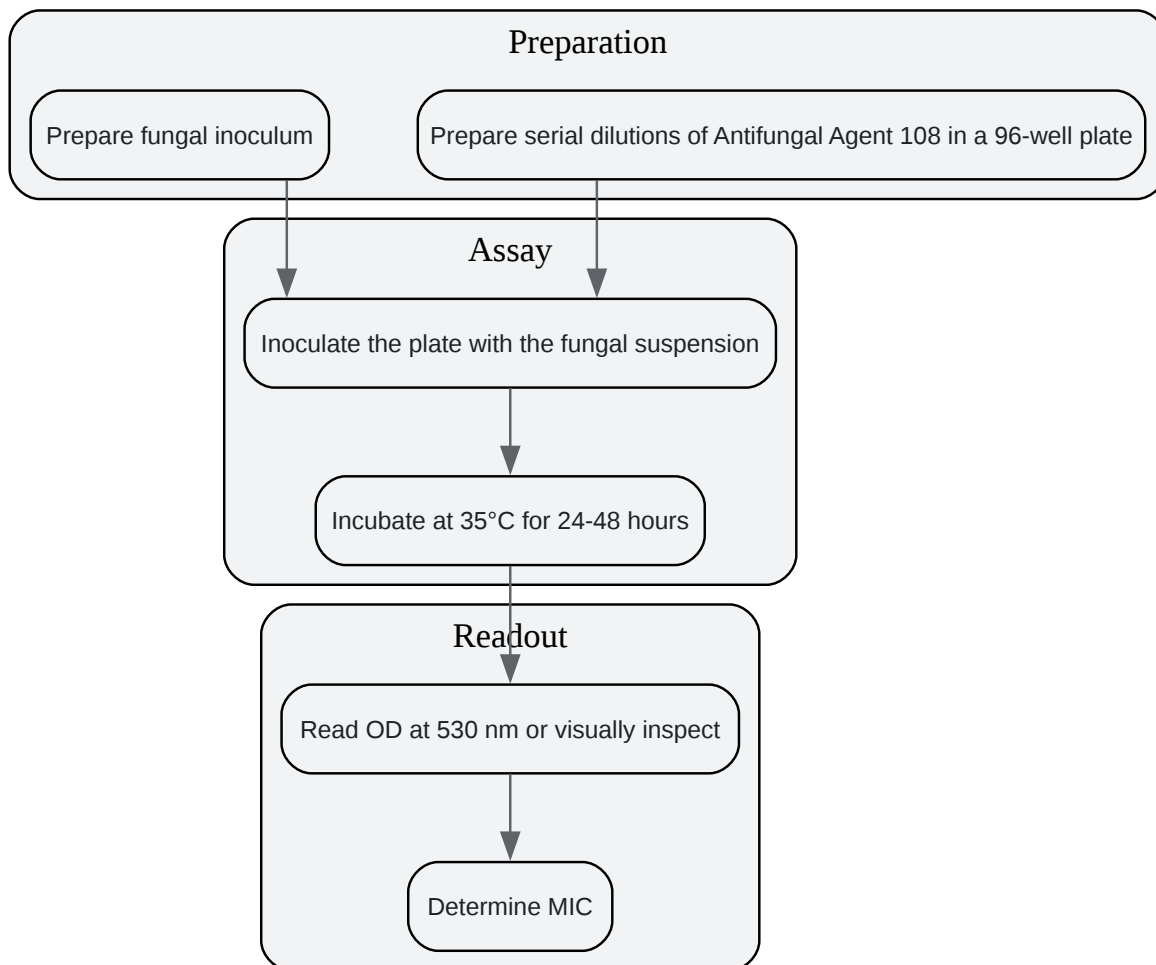 Preparation
Prepare fungal inoculum
Prepare serial dilutions of Antifungal Agent 108 in a 96-well plate
Assay
Inoculate the plate with the fungal suspension
Incubate at 35°C for 24-48 hours
Readout
Read OD at 530 nm or visually inspect
Determine MIC